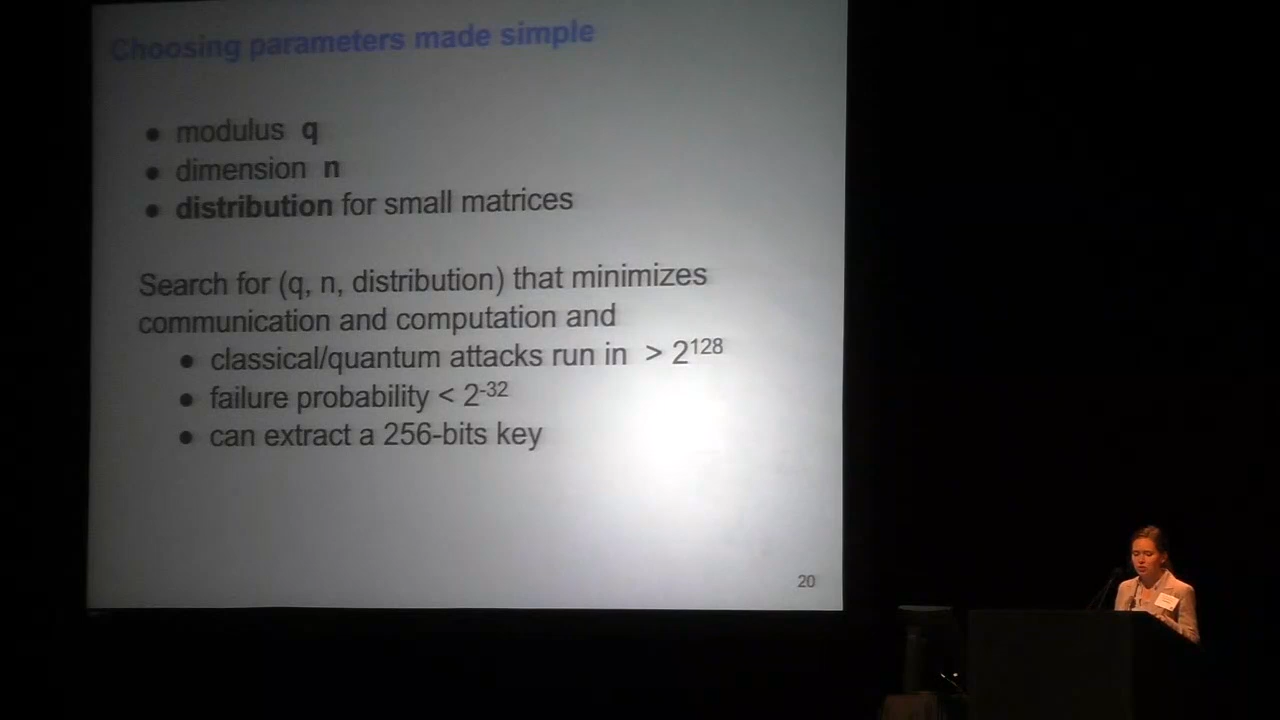 Choosing parameters made simple
● modulus q
● dimension n
● distribution for small matrices
Search for (q, n, distribution) that minimizes
communication and computation and
● classical/quantum attacks run in > 2¹²⁸
● failure probability < 2⁻³²
● can extract a 256-bits key
20